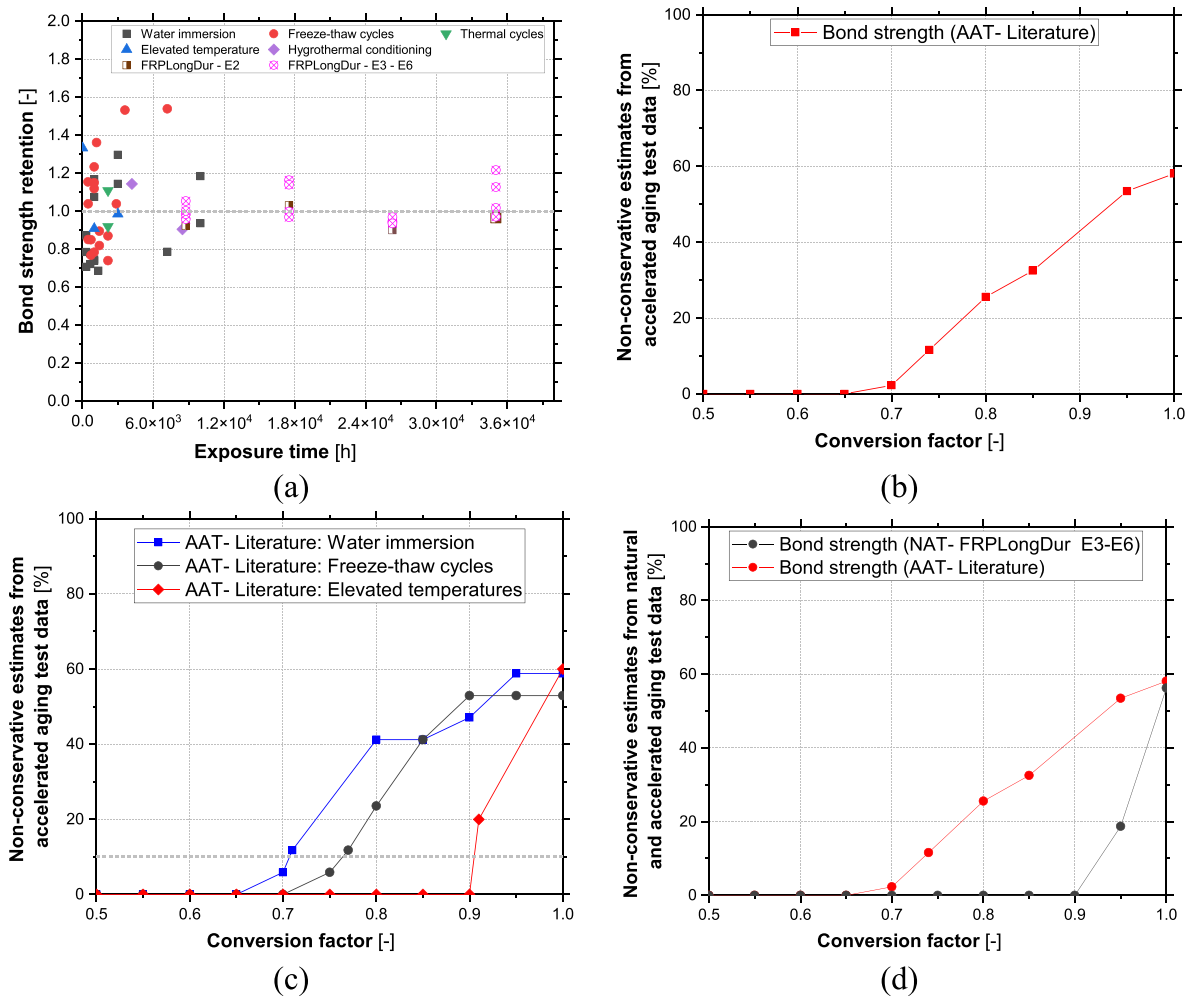 Water immersion Freeze-thaw cycles Thermal cycles
Elevated temperature Hygrothermal conditioning
FRPLongDur - E2 FRPLongDur - E3 - E6
Bond strength retention [-]
2.0
1.8
1.6
1.4
1.2
1.0
0.8
0.6
0.4
0.2
0.0
0.0 6.0×10³ 1.2×10⁴ 1.8×10⁴ 2.4×10⁴ 3.0×10⁴ 3.6×10⁴
Exposure time [h]
(a)
Bond strength (AAT- Literature)
Non-conservative estimates from
accelerated aging test data [%]
100
80
60
40
20
0
0.5 0.6 0.7 0.8 0.9 1.0
Conversion factor [-]
(b)
AAT- Literature: Water immersion
AAT- Literature: Freeze-thaw cycles
AAT- Literature: Elevated temperatures
Non-conservative estimates from
accelerated aging test data [%]
100
80
60
40
20
0
0.5 0.6 0.7 0.8 0.9 1.0
Conversion factor [-]
(c)
Bond strength (NAT- FRPLongDur E3-E6)
Bond strength (AAT- Literature)
Non-conservative estimates from natural
and accelerated aging test data [%]
100
80
60
40
20
0
0.5 0.6 0.7 0.8 0.9 1.0
Conversion factor [-]
(d)